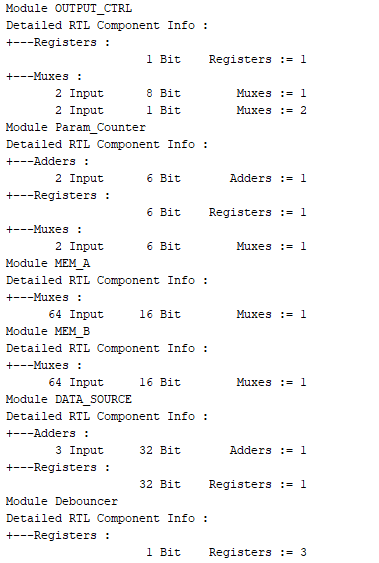 Module OUTPUT_CTRL
Detailed RTL Component Info :
+---Registers :
1 Bit Registers := 1
+---Muxes :
2 Input 8 Bit Muxes := 1
2 Input 1 Bit Muxes := 2
Module Param_Counter
Detailed RTL Component Info :
+---Adders :
2 Input 6 Bit Adders := 1
+---Registers :
6 Bit Registers := 1
+---Muxes :
2 Input 6 Bit Muxes := 1
Module MEM_A
Detailed RTL Component Info :
+---Muxes :
64 Input 16 Bit Muxes := 1
Module MEM_B
Detailed RTL Component Info :
+---Muxes :
64 Input 16 Bit Muxes := 1
Module DATA_SOURCE
Detailed RTL Component Info :
+---Adders :
3 Input 32 Bit Adders := 1
+---Registers :
32 Bit Registers := 1
Module Debouncer
Detailed RTL Component Info :
+---Registers :
1 Bit Registers := 3